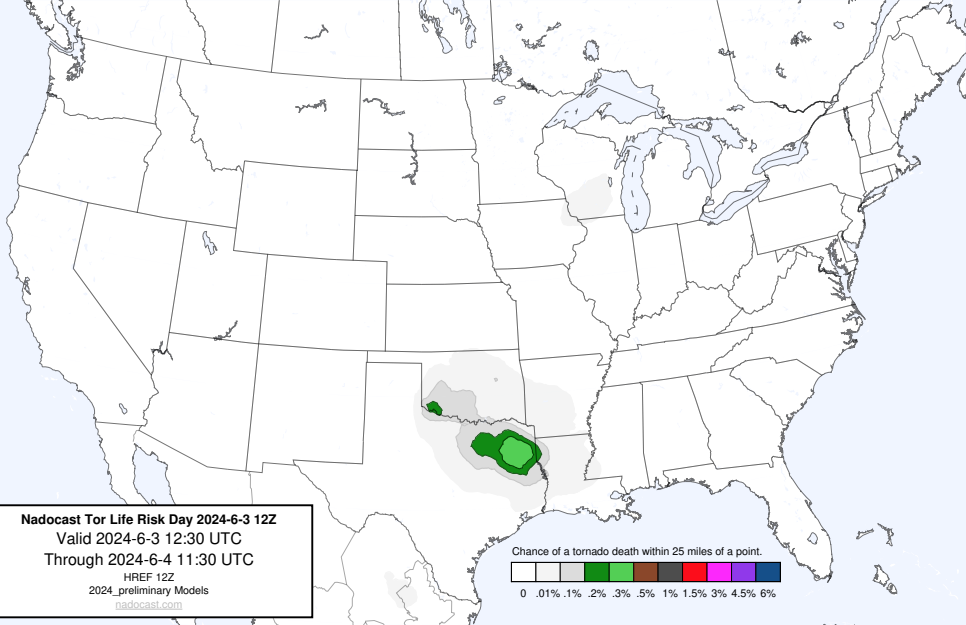 Nadocast Tor Life Risk Day 2024-6-3 12Z
Valid 2024-6-3 12:30 UTC
Through 2024-6-4 11:30 UTC
HREF 12Z
2024_preliminary Models
nadocast.com
Chance of a tornado death within 25 miles of a point.
0 .01% .1% .2% .3% .5% 1% 1.5% 3% 4.5% 6%